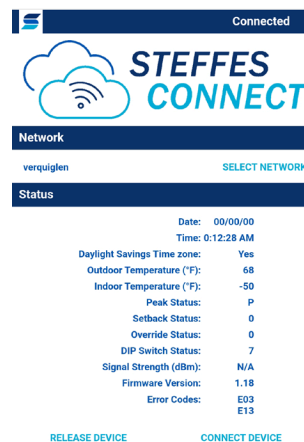 Connected
STEFFES
CONNECT
Network
verquiglen SELECT NETWORK
Status
Date: 00/00/00
Time: 0:12:28 AM
Daylight Savings Time zone: Yes
Outdoor Temperature (°F): 68
Indoor Temperature (°F): -50
Peak Status: P
Setback Status: 0
Override Status: 0
DIP Switch Status: 7
Signal Strength (dBm): N/A
Firmware Version: 1.18
Error Codes: E03
E13
RELEASE DEVICE CONNECT DEVICE